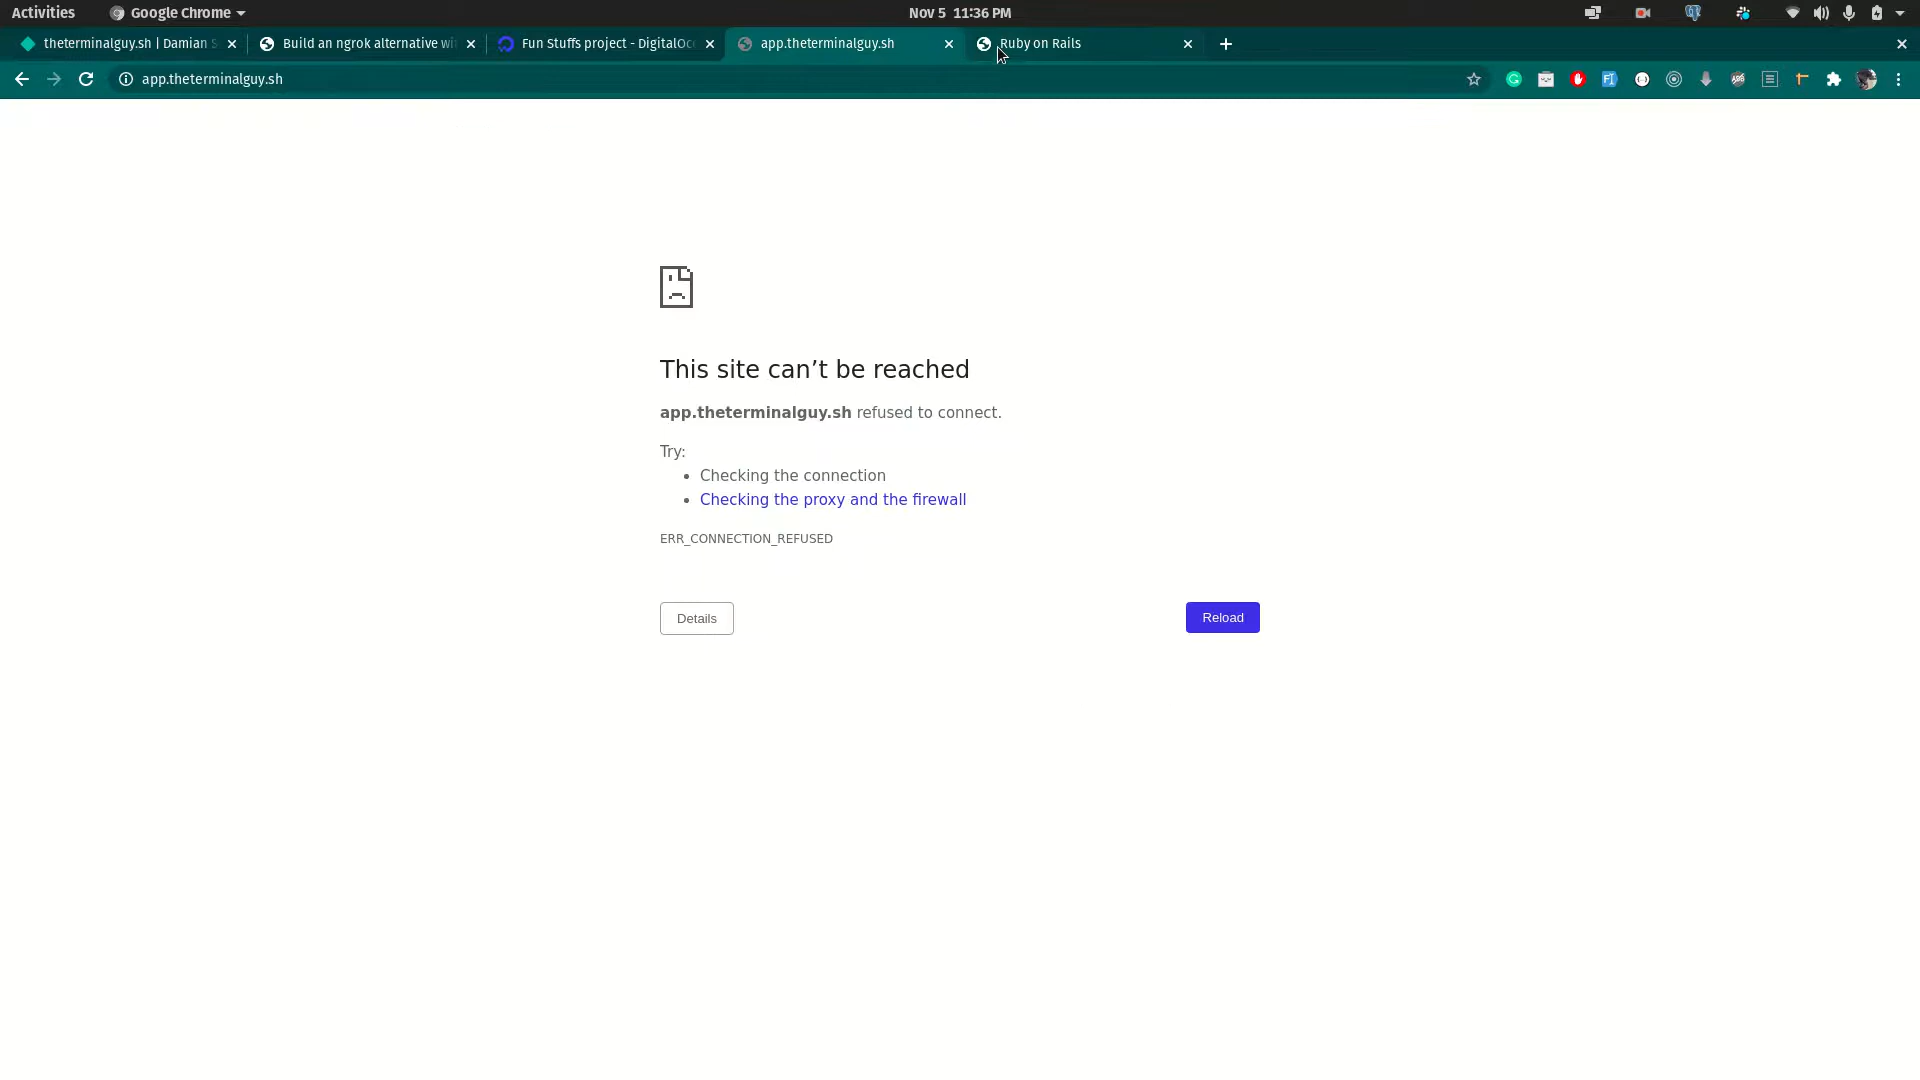 Activities
Google Chrome
Nov 5 11:36 PM
theterminalguy.sh | Damian S
Build an ngrok alternative wi
Fun Stuffs project - DigitalOc
app.theterminalguy.sh
Ruby on Rails
app.theterminalguy.sh
This site can’t be reached
app.theterminalguy.sh refused to connect.
Try:
Checking the connection
Checking the proxy and the firewall
ERR_CONNECTION_REFUSED
Details
Reload